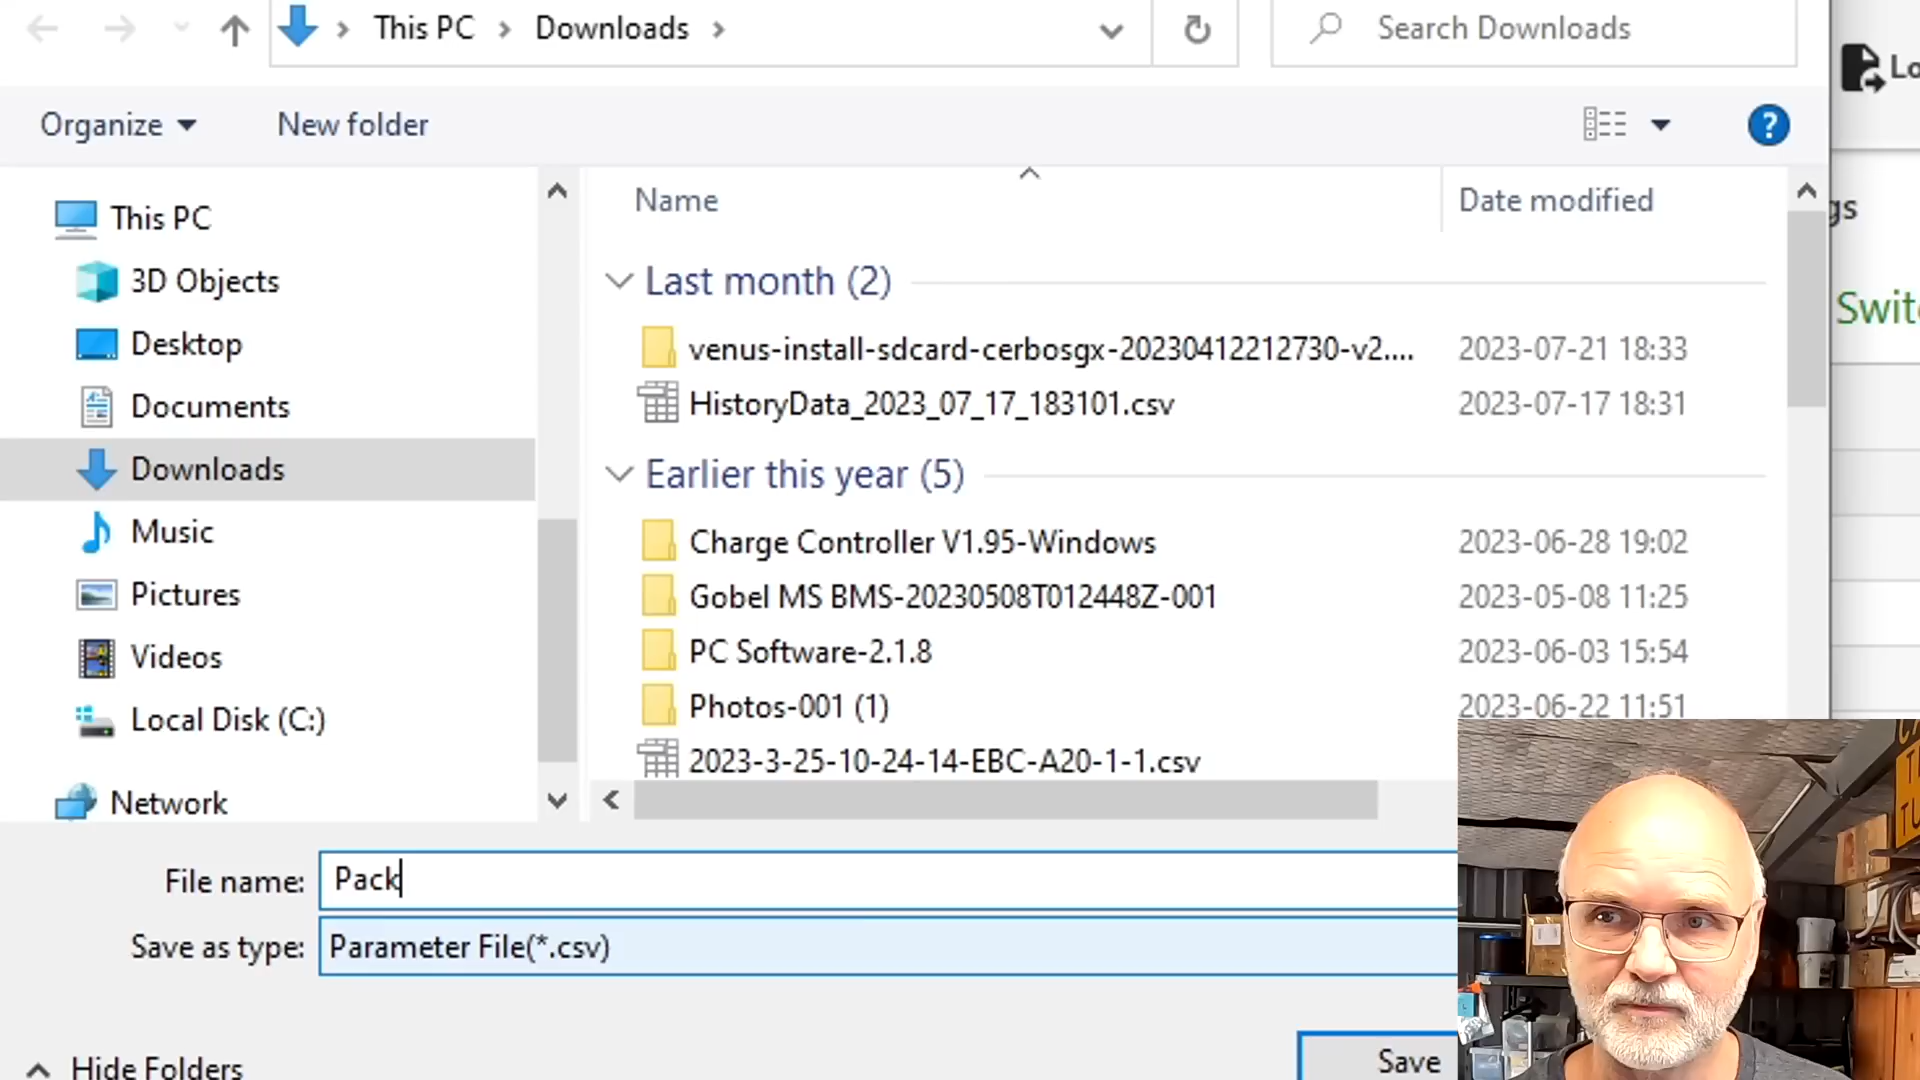 This PC > Downloads >
Search Downloads
Organize
New folder
?
This PC
3D Objects
Desktop
Documents
Downloads
Music
Pictures
Videos
Local Disk (C:)
Network
Name
Date modified
Last month (2)
venus-install-sdcard-cerbosgx-20230412212730-v2.... 2023-07-21 18:33
HistoryData_2023_07_17_183101.csv 2023-07-17 18:31
Earlier this year (5)
Charge Controller V1.95-Windows 2023-06-28 19:02
Gobel MS BMS-20230508T012448Z-001 2023-05-08 11:25
PC Software-2.1.8 2023-06-03 15:54
Photos-001 (1) 2023-06-22 11:51
2023-3-25-10-24-14-EBC-A20-1-1.csv
File name: Pack
Save as type: Parameter File(*.csv)
Hide Folders
Save